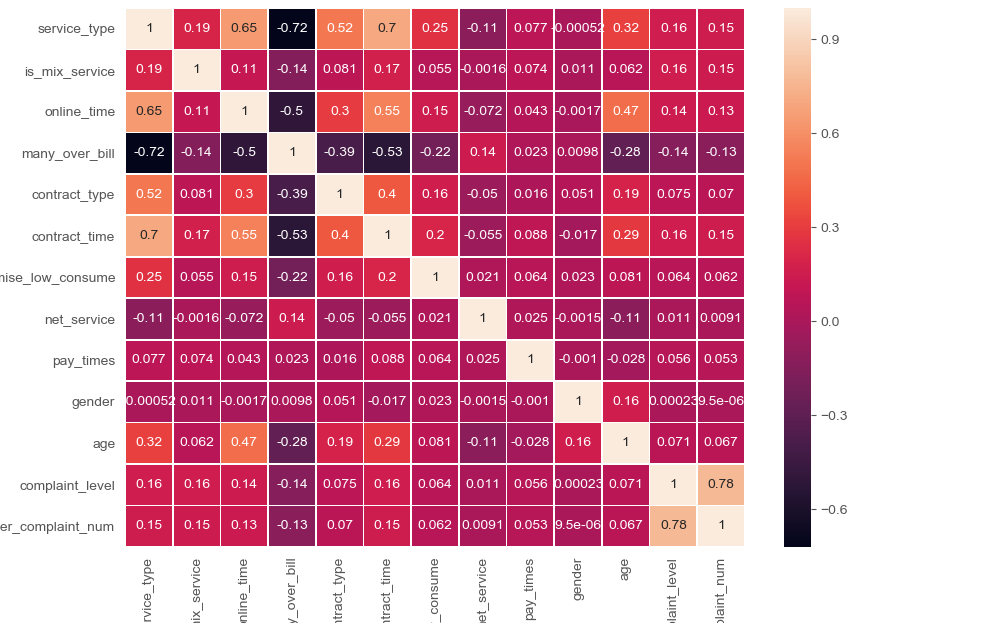 service_type 1 0.19 0.65 -0.72 0.52 0.7 0.25 -0.11 0.077 -0.00052 0.32 0.16 0.15
is_mix_service 0.19 1 0.11 -0.14 0.081 0.17 0.055 -0.0016 0.074 0.011 0.062 0.16 0.15
online_time 0.65 0.11 1 -0.5 0.3 0.55 0.15 -0.072 0.043 -0.0017 0.47 0.14 0.13
many_over_bill -0.72 -0.14 -0.5 1 -0.39 -0.53 -0.22 0.14 0.023 0.0098 -0.28 -0.14 -0.13
contract_type 0.52 0.081 0.3 -0.39 1 0.4 0.16 -0.05 0.016 0.051 0.19 0.075 0.07
contract_time 0.7 0.17 0.55 -0.53 0.4 1 0.2 -0.055 0.088 -0.017 0.29 0.16 0.15
mise_low_consume 0.25 0.055 0.15 -0.22 0.16 0.2 1 0.021 0.064 0.023 0.081 0.064 0.062
net_service -0.11 -0.0016 -0.072 0.14 -0.05 -0.055 0.021 1 0.025 -0.0015 -0.11 0.011 0.0091
pay_times 0.077 0.074 0.043 0.023 0.016 0.088 0.064 0.025 1 -0.001 -0.028 0.056 0.053
gender 0.00052 0.011 -0.0017 0.0098 0.051 -0.017 0.023 -0.0015 -0.001 1 0.16 0.00023 9.5e-06
age 0.32 0.062 0.47 -0.28 0.19 0.29 0.081 -0.11 -0.028 0.16 1 0.071 0.067
complaint_level 0.16 0.16 0.14 -0.14 0.075 0.16 0.064 0.011 0.056 0.00023 0.071 1 0.78
er_complaint_num 0.15 0.15 0.13 -0.13 0.07 0.15 0.062 0.0091 0.053 9.5e-06 0.067 0.78 1
rvice_type
nix_service
online_time
y_over_bill
ntract_type
ntract_time
_consume
net_service
pay_times
gender
age
plaint_level
plaint_num
0.9
0.6
0.3
0.0
−0.3
−0.6